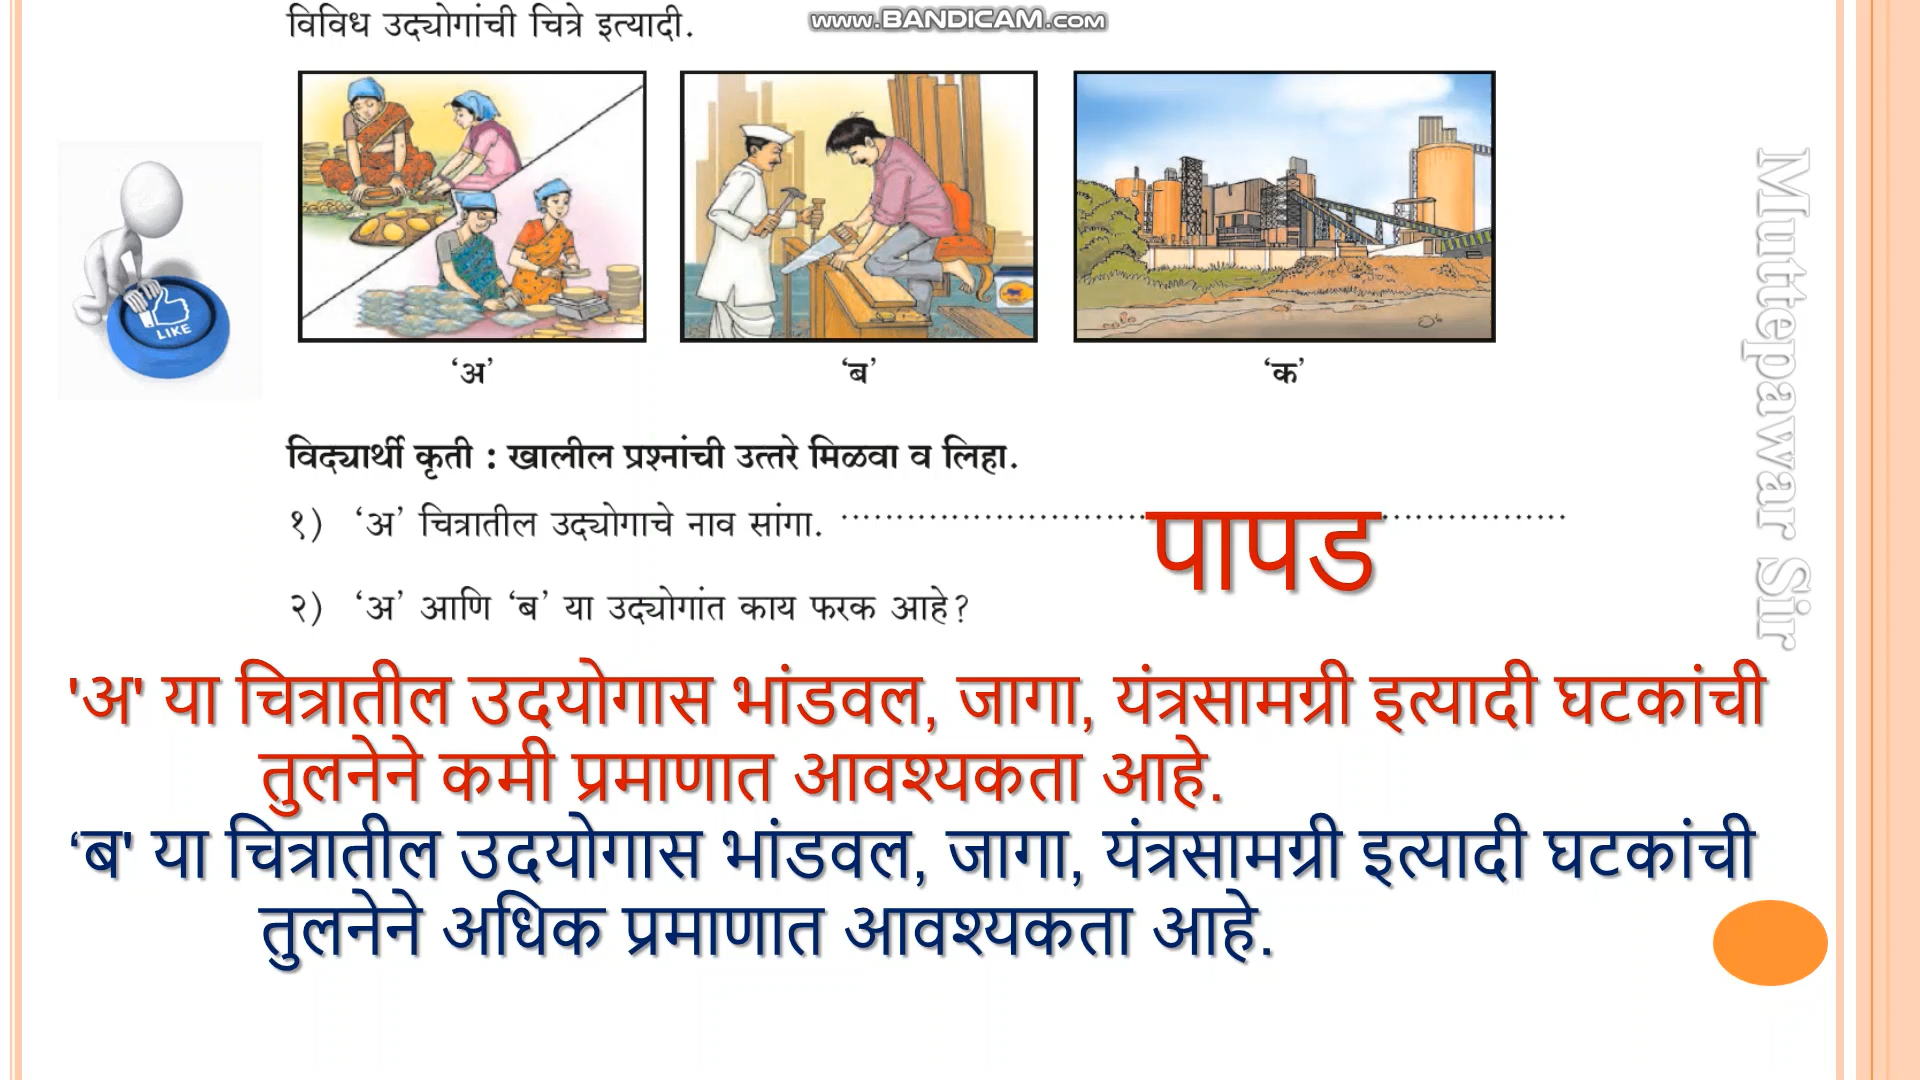 www.BANDICAM.com
विविध उद्योगांची चित्रे इत्यादी.
LIKE
‘अ’
‘ब’
‘क’
विद्यार्थी कृती : खालील प्रश्नांची उत्तरे मिळवा व लिहा.
१) ‘अ’ चित्रातील उद्योगाचे नाव सांगा. पापड
२) ‘अ’ आणि ‘ब’ या उद्योगांत काय फरक आहे?
'अ' या चित्रातील उदयोगास भांडवल, जागा, यंत्रसामग्री इत्यादी घटकांची
तुलनेने कमी प्रमाणात आवश्यकता आहे.
‘ब' या चित्रातील उदयोगास भांडवल, जागा, यंत्रसामग्री इत्यादी घटकांची
तुलनेने अधिक प्रमाणात आवश्यकता आहे.
Muttepawar Sir